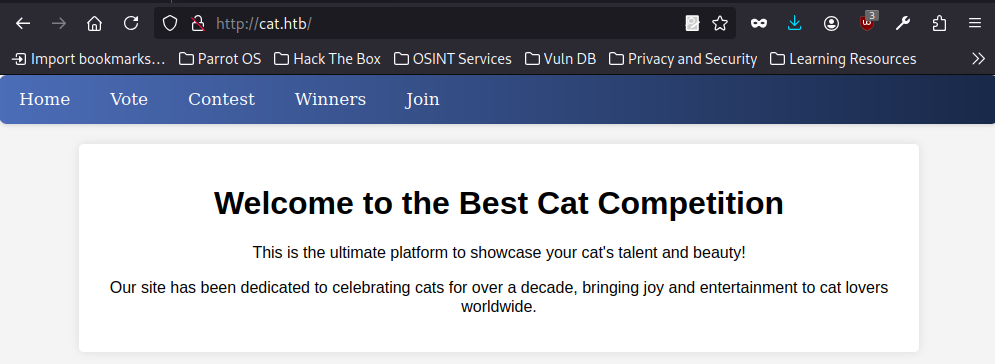 http://cat.htb/
3
Import bookmarks... Parrot OS Hack The Box OSINT Services Vuln DB Privacy and Security Learning Resources
Home Vote Contest Winners Join
Welcome to the Best Cat Competition
This is the ultimate platform to showcase your cat's talent and beauty!
Our site has been dedicated to celebrating cats for over a decade, bringing joy and entertainment to cat lovers
worldwide.